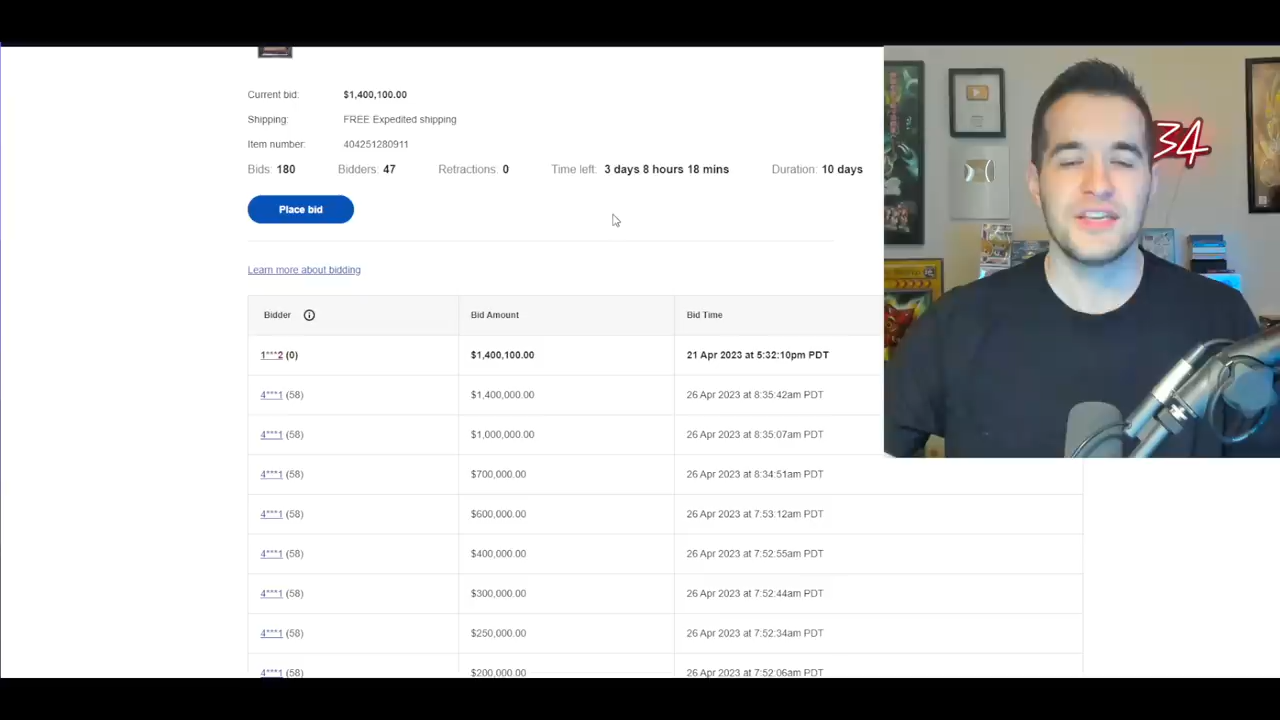 Current bid: $1,400,100.00
Shipping: FREE Expedited shipping
Item number: 404251280911
Bids: 180 Bidders: 47 Retractions: 0 Time left: 3 days 8 hours 18 mins Duration: 10 days
Place bid
Learn more about bidding
Bidder Bid Amount Bid Time
1***2 (0) $1,400,100.00 21 Apr 2023 at 5:32:10pm PDT
4***1 (58) $1,400,000.00 26 Apr 2023 at 8:35:42am PDT
4***1 (58) $1,000,000.00 26 Apr 2023 at 8:35:07am PDT
4***1 (58) $700,000.00 26 Apr 2023 at 8:34:51am PDT
4***1 (58) $600,000.00 26 Apr 2023 at 7:53:12am PDT
4***1 (58) $400,000.00 26 Apr 2023 at 7:52:55am PDT
4***1 (58) $300,000.00 26 Apr 2023 at 7:52:44am PDT
4***1 (58) $250,000.00 26 Apr 2023 at 7:52:34am PDT
4***1 (58) $200,000.00 26 Apr 2023 at 7:52:06am PDT
34